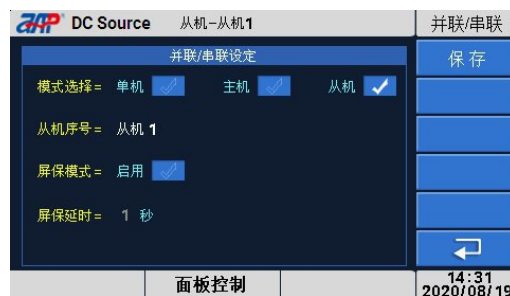 AAP DC Source 从机-从机1 并联/串联
并联/串联设定
保存
模式选择= 单机 主机 从机
从机序号= 从机 1
屏保模式= 启用
屏保延时= 1 秒
面板控制
14:31
2020/08/19